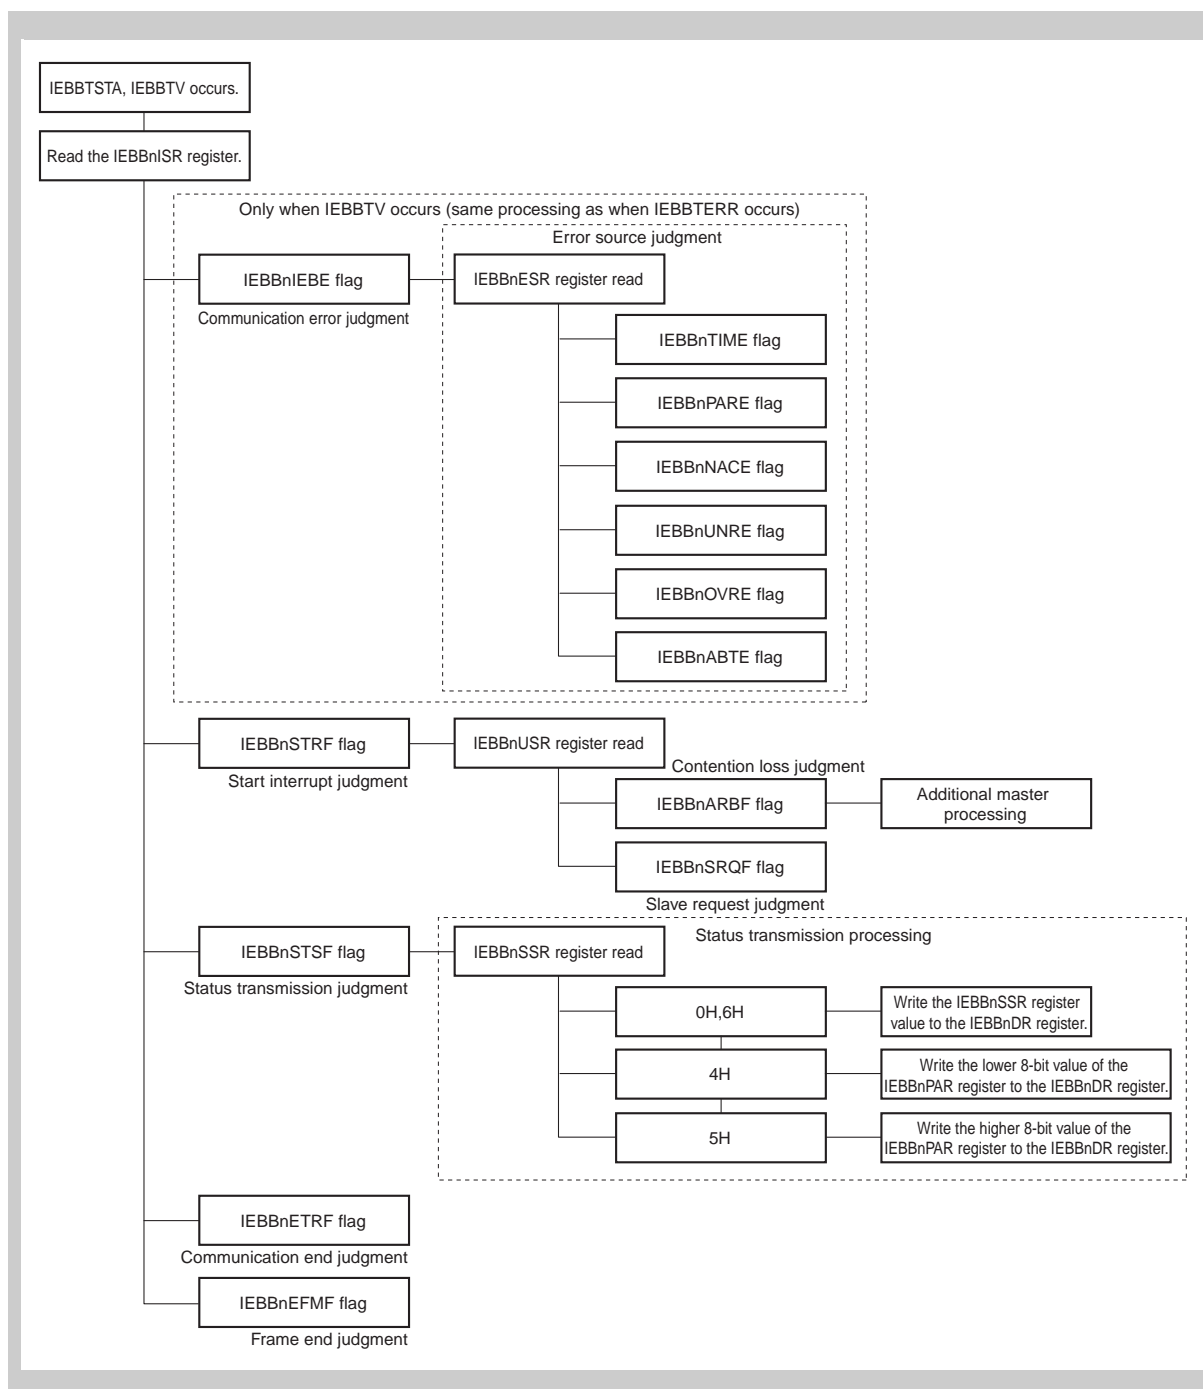 IEBBTSTA, IEBBTV occurs.
Read the IEBBnISR register.
Only when IEBBTV occurs (same processing as when IEBBTERR occurs)
Error source judgment
IEBBnIEBE flag
IEBBnESR register read
Communication error judgment
IEBBnTIME flag
IEBBnPARE flag
IEBBnNACE flag
IEBBnUNRE flag
IEBBnOVRE flag
IEBBnABTE flag
IEBBnSTRF flag
IEBBnUSR register read
Start interrupt judgment
Contention loss judgment
IEBBnARBF flag
Additional master
processing
IEBBnSRQF flag
Slave request judgment
IEBBnSTSF flag
IEBBnSSR register read
Status transmission processing
Status transmission judgment
0H,6H
Write the IEBBnSSR register
value to the IEBBnDR register.
4H
Write the lower 8-bit value of the
IEBBnPAR register to the IEBBnDR register.
5H
Write the higher 8-bit value of the
IEBBnPAR register to the IEBBnDR register.
IEBBnETRF flag
Communication end judgment
IEBBnEFMF flag
Frame end judgment